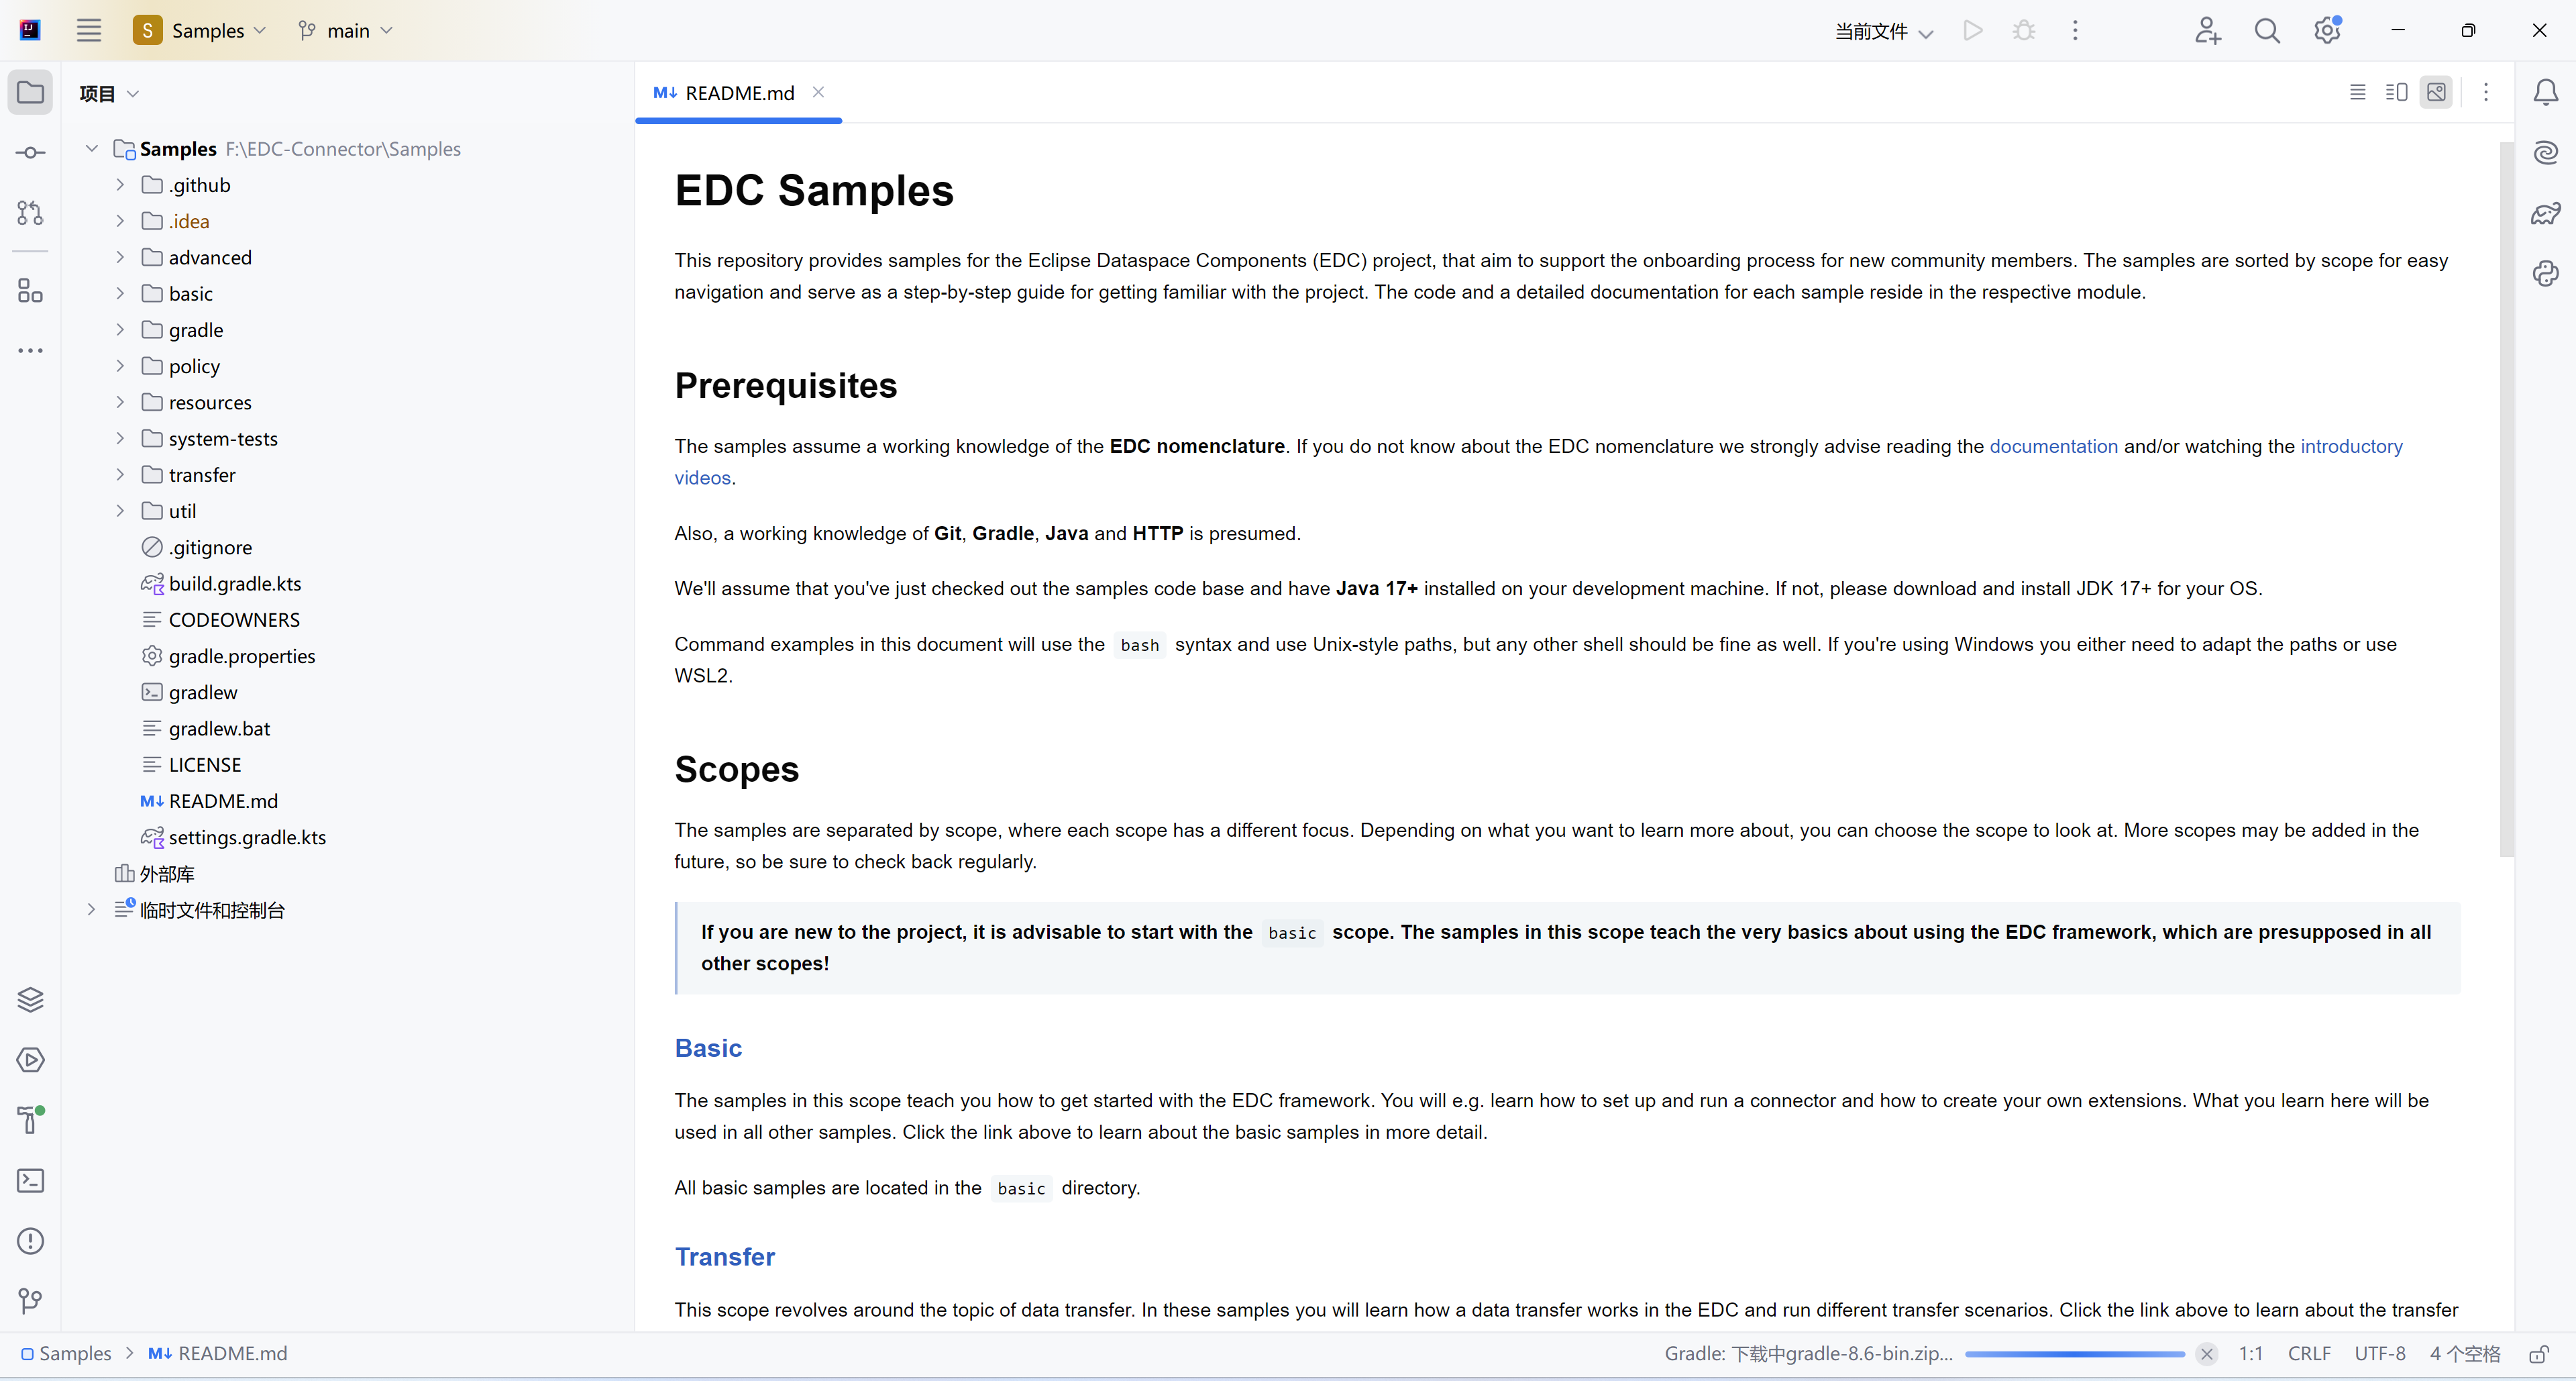 S Samples main 当前文件
项目
Samples F:\EDC-Connector\Samples
.github
.idea
advanced
basic
gradle
policy
resources
system-tests
transfer
util
.gitignore
build.gradle.kts
CODEOWNERS
gradle.properties
gradlew
gradlew.bat
LICENSE
M↓ README.md
settings.gradle.kts
外部库
临时文件和控制台
M↓ README.md
EDC Samples
This repository provides samples for the Eclipse Dataspace Components (EDC) project, that aim to support the onboarding process for new community members. The samples are sorted by scope for easy
navigation and serve as a step-by-step guide for getting familiar with the project. The code and a detailed documentation for each sample reside in the respective module.
Prerequisites
The samples assume a working knowledge of the EDC nomenclature. If you do not know about the EDC nomenclature we strongly advise reading the documentation and/or watching the introductory
videos.
Also, a working knowledge of Git, Gradle, Java and HTTP is presumed.
We'll assume that you've just checked out the samples code base and have Java 17+ installed on your development machine. If not, please download and install JDK 17+ for your OS.
Command examples in this document will use the bash syntax and use Unix-style paths, but any other shell should be fine as well. If you're using Windows you either need to adapt the paths or use
WSL2.
Scopes
The samples are separated by scope, where each scope has a different focus. Depending on what you want to learn more about, you can choose the scope to look at. More scopes may be added in the
future, so be sure to check back regularly.
If you are new to the project, it is advisable to start with the basic scope. The samples in this scope teach the very basics about using the EDC framework, which are presupposed in all
other scopes!
Basic
The samples in this scope teach you how to get started with the EDC framework. You will e.g. learn how to set up and run a connector and how to create your own extensions. What you learn here will be
used in all other samples. Click the link above to learn about the basic samples in more detail.
All basic samples are located in the basic directory.
Transfer
This scope revolves around the topic of data transfer. In these samples you will learn how a data transfer works in the EDC and run different transfer scenarios. Click the link above to learn about the transfer
Samples > M↓ README.md Gradle: 下载中gradle-8.6-bin.zip... 1:1 CRLF UTF-8 4 个空格